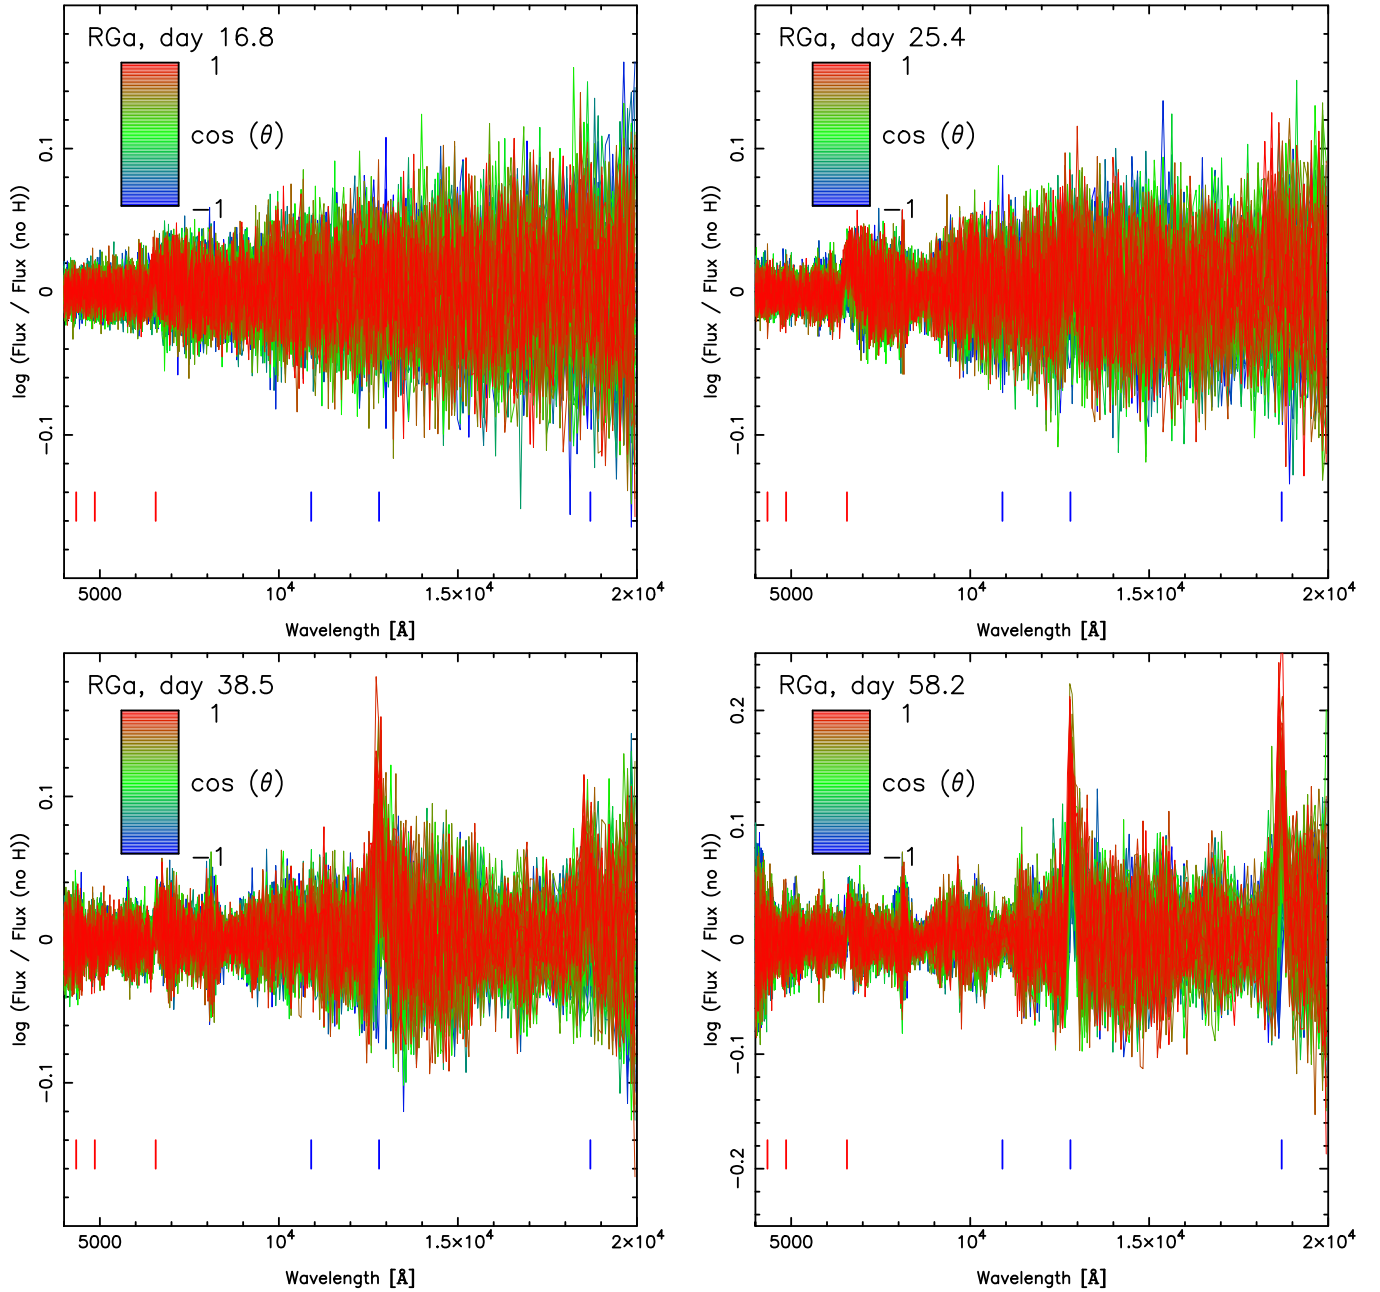 RGa, day 16.8
1
cos (θ)
−1
log (Flux / Flux (no H))
0.1
0
−0.1
5000
10⁴
1.5×10⁴
2×10⁴
Wavelength [Å]
RGa, day 25.4
1
cos (θ)
−1
log (Flux / Flux (no H))
0.1
0
−0.1
5000
10⁴
1.5×10⁴
2×10⁴
Wavelength [Å]
RGa, day 38.5
1
cos (θ)
−1
log (Flux / Flux (no H))
0.1
0
−0.1
5000
10⁴
1.5×10⁴
2×10⁴
Wavelength [Å]
RGa, day 58.2
1
cos (θ)
−1
log (Flux / Flux (no H))
0.2
0.1
0
−0.1
−0.2
5000
10⁴
1.5×10⁴
2×10⁴
Wavelength [Å]